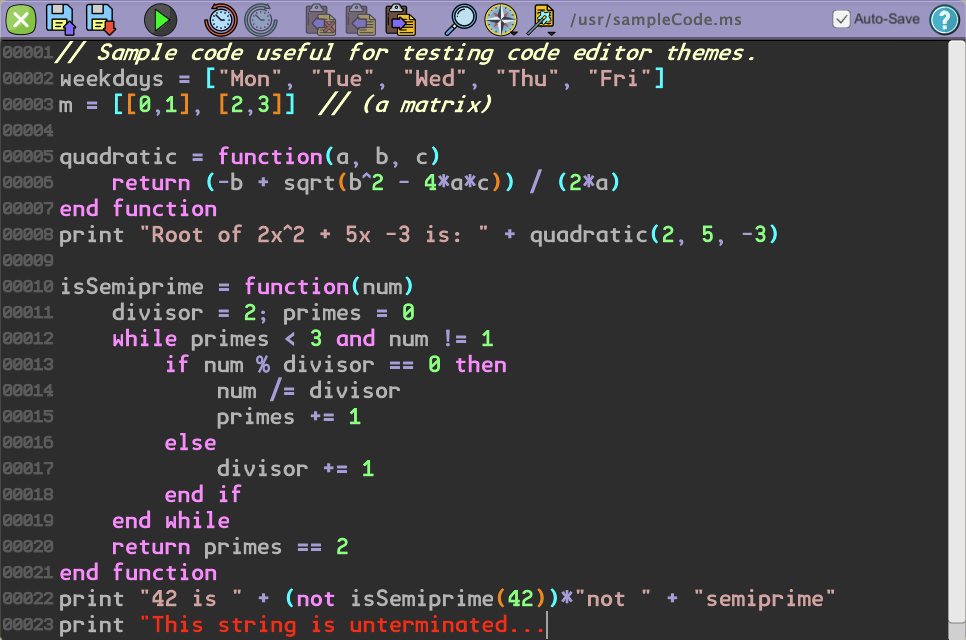 /usr/sampleCode.ms Auto-Save ?
00001 // Sample code useful for testing code editor themes.
00002 weekdays = ["Mon", "Tue", "Wed", "Thu", "Fri"]
00003 m = [[0,1], [2,3]]  // (a matrix)
00004
00005 quadratic = function(a, b, c)
00006     return (-b + sqrt(b^2 - 4*a*c)) / (2*a)
00007 end function
00008 print "Root of 2x^2 + 5x -3 is: " + quadratic(2, 5, -3)
00009
00010 isSemiprime = function(num)
00011     divisor = 2; primes = 0
00012     while primes < 3 and num != 1
00013         if num % divisor == 0 then
00014             num /= divisor
00015             primes += 1
00016         else
00017             divisor += 1
00018         end if
00019     end while
00020     return primes == 2
00021 end function
00022 print "42 is " + (not isSemiprime(42))*"not " + "semiprime"
00023 print "This string is unterminated...